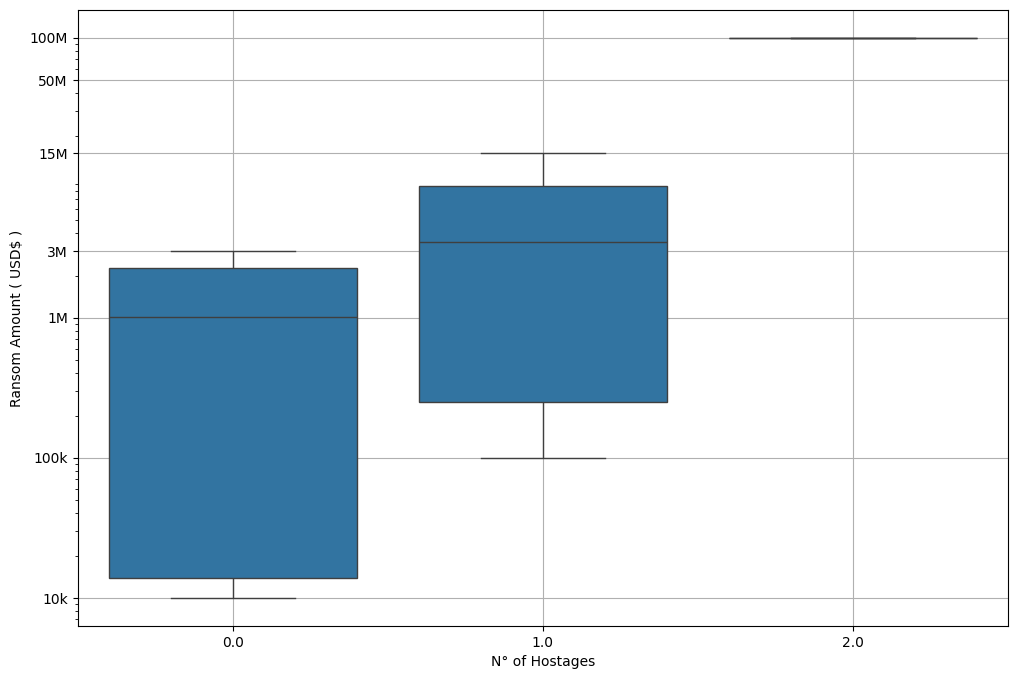 100M
50M
15M
3M
1M
100k
10k
Ransom Amount ( USD$ )
0.0 1.0 2.0
N° of Hostages